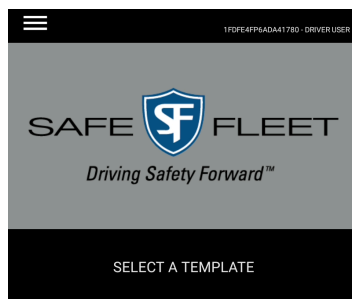 1FDFE4FP6ADA41780 - DRIVER USER
SAFE SF FLEET
Driving Safety Forward™
SELECT A TEMPLATE